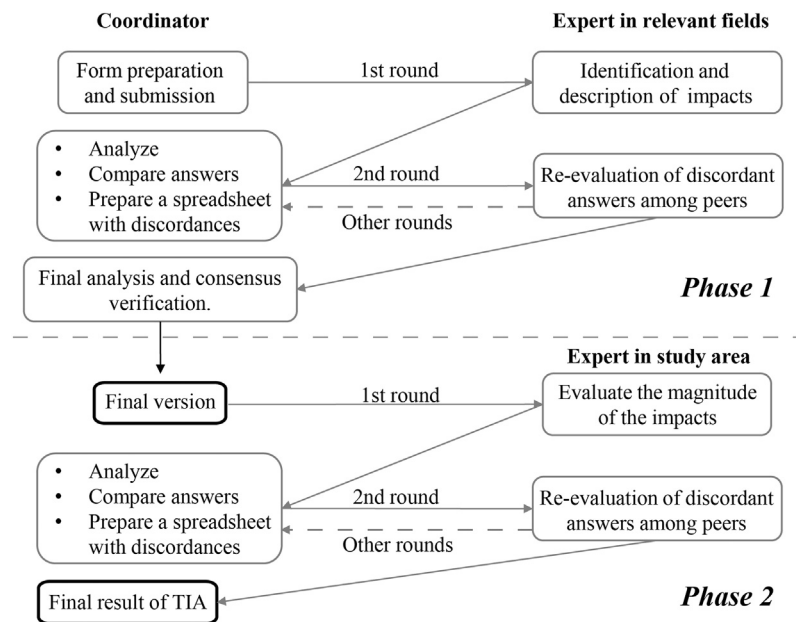 Coordinator
Expert in relevant fields
Form preparation
and submission
1st round
Identification and
description of impacts
• Analyze
• Compare answers
• Prepare a spreadsheet
with discordances
2nd round
Other rounds
Re-evaluation of discordant
answers among peers
Final analysis and consensus
verification.
Phase 1
Expert in study area
Final version
1st round
Evaluate the magnitude
of the impacts
• Analyze
• Compare answers
• Prepare a spreadsheet
with discordances
2nd round
Other rounds
Re-evaluation of discordant
answers among peers
Final result of TIA
Phase 2